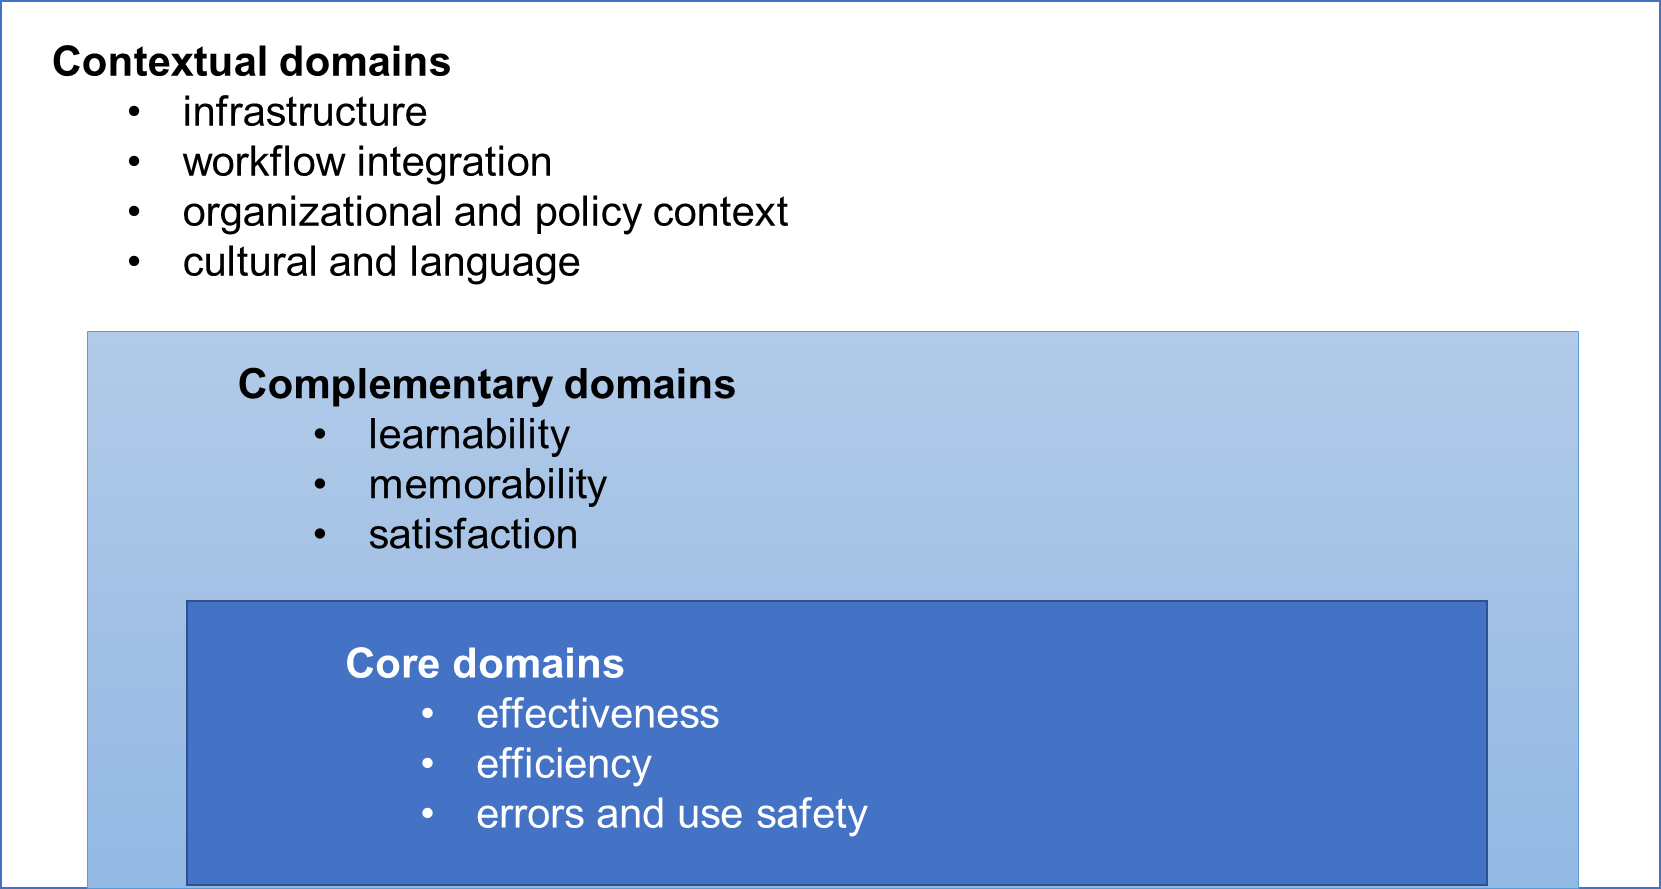 Contextual domains
• infrastructure
• workflow integration
• organizational and policy context
• cultural and language
Complementary domains
• learnability
• memorability
• satisfaction
Core domains
• effectiveness
• efficiency
• errors and use safety